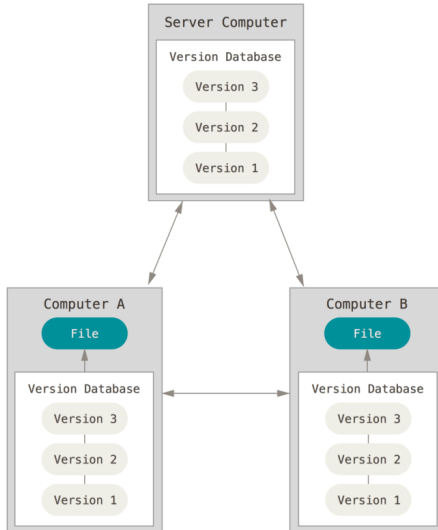 Server Computer
Version Database
Version 3
Version 2
Version 1
Computer A
File
Version Database
Version 3
Version 2
Version 1
Computer B
File
Version Database
Version 3
Version 2
Version 1